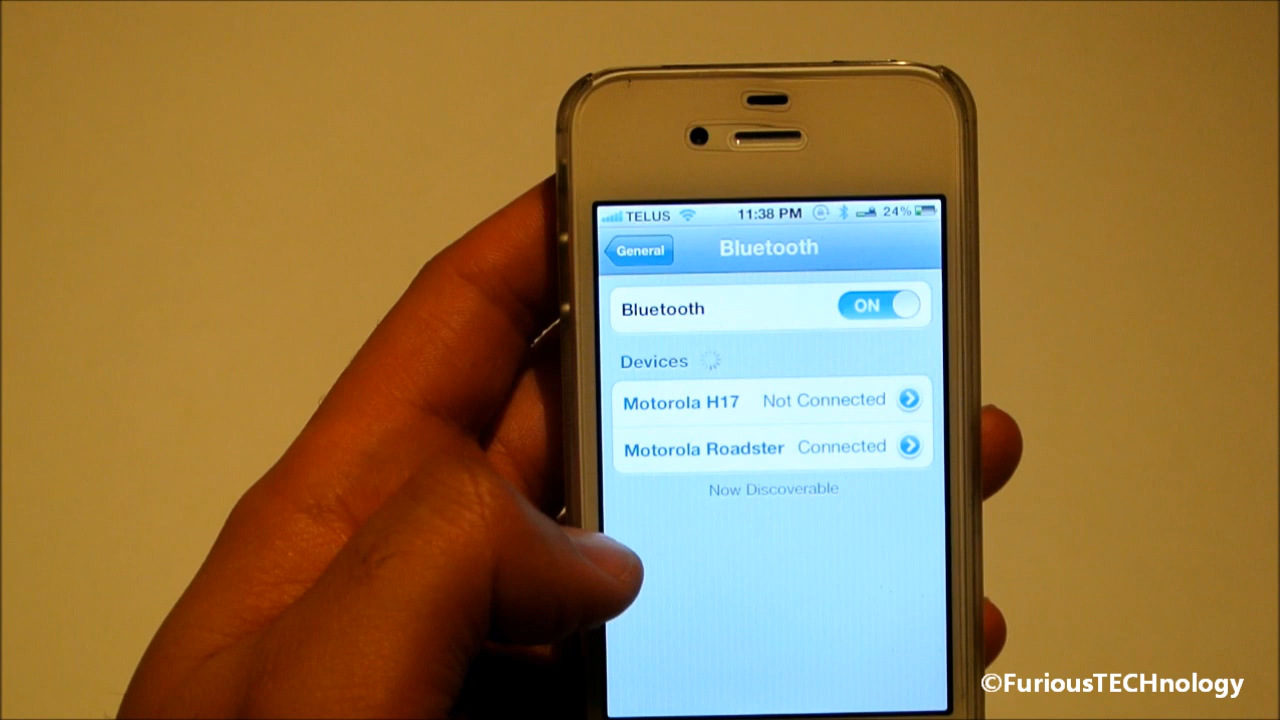 TELUS 11:38 PM 24%
General Bluetooth
Bluetooth ON
Devices
Motorola H17 Not Connected
Motorola Roadster Connected
Now Discoverable
©FuriousTECHnology